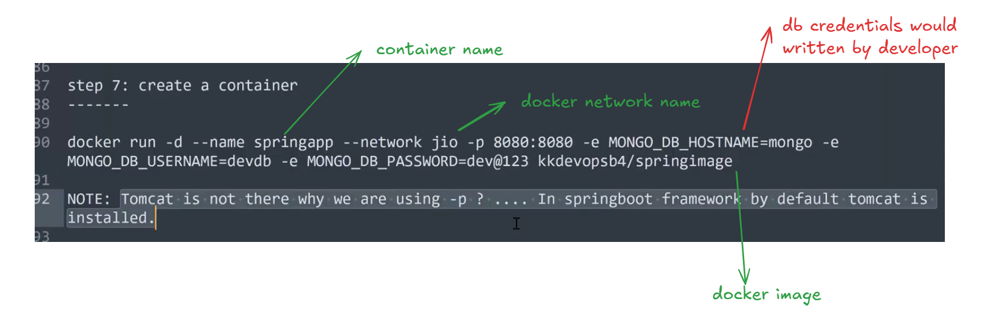 db credentials would
written by developer
container name
86
87 step 7: create a container
88 -------
docker network name
89
90 docker run -d --name springapp --network jio -p 8080:8080 -e MONGO_DB_HOSTNAME=mongo -e
MONGO_DB_USERNAME=devdb -e MONGO_DB_PASSWORD=dev@123 kkdevopsb4/springimage
91
92 NOTE: Tomcat is not there why we are using -p ? .... In springboot framework by default tomcat is
installed.
93
docker image